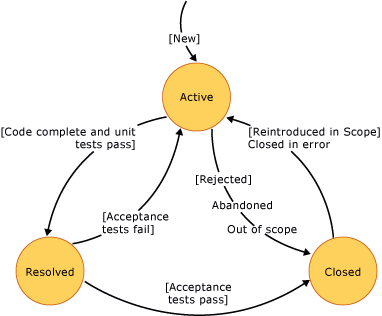 [New]
Active
[Code complete and unit
tests pass]
[Reintroduced in Scope]
Closed in error
[Rejected]
Abandoned
Out of scope
[Acceptance
tests fail]
Resolved
Closed
[Acceptance
tests pass]